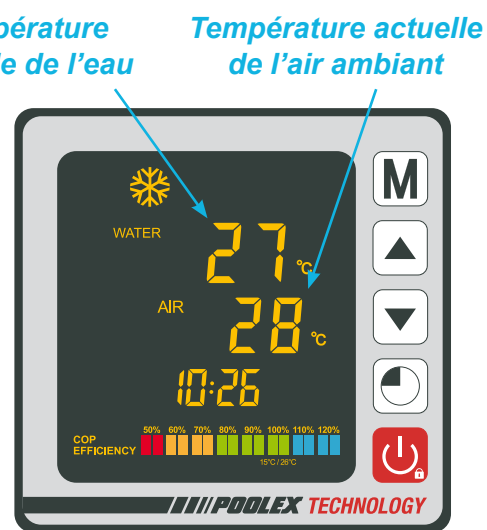 pérature
le de l'eau
Température actuelle
de l'air ambiant
M
WATER
27 °C
AIR
28 °C
10:26
50% 60% 70% 80% 90% 100% 110% 120%
COP
EFFICIENCY
15°C / 26°C
POOLEX TECHNOLOGY